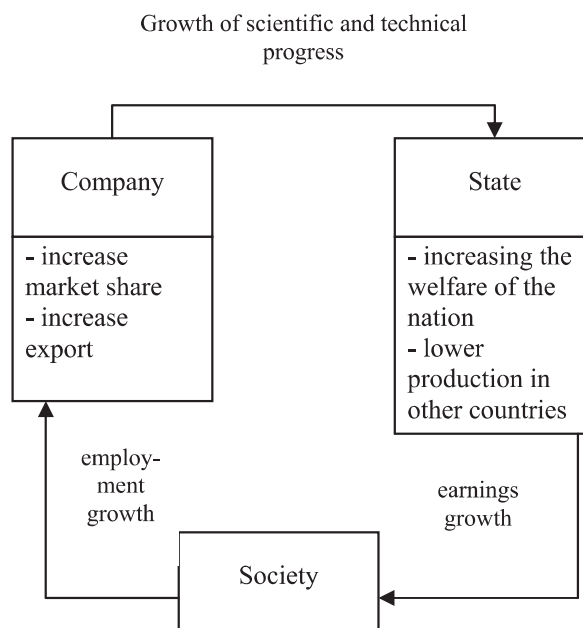 Growth of scientific and technical
progress
Company
- increase
market share
- increase
export
State
- increasing the
welfare of the
nation
- lower
production in
other countries
employ-
ment
growth
earnings
growth
Society